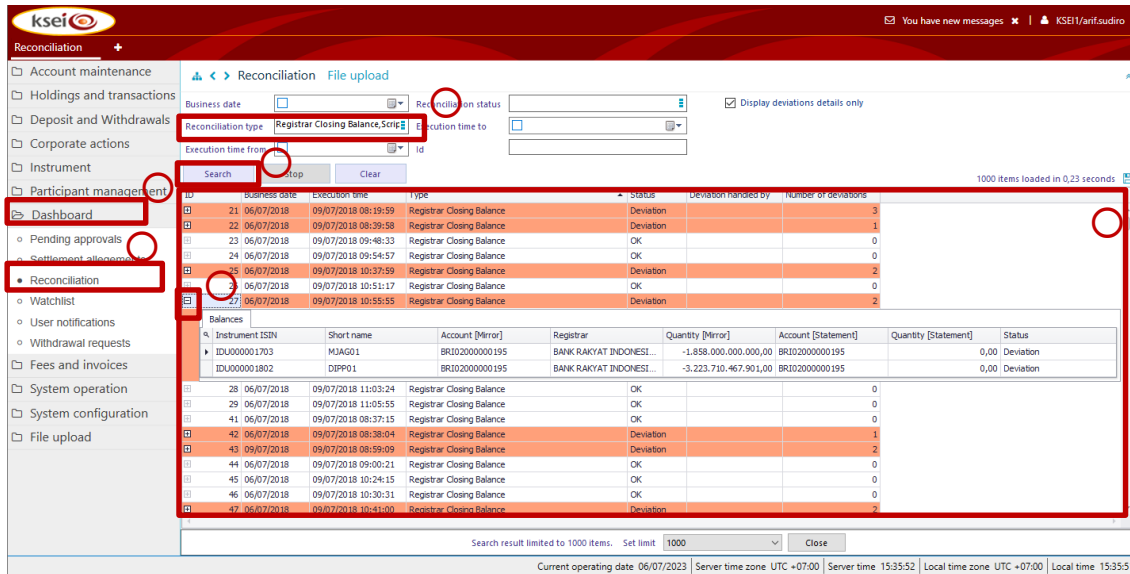 ksei
You have new messages ✖ | KSEI1/arif.sudiro
Reconciliation +
Account maintenance
Holdings and transactions
Deposit and Withdrawals
Corporate actions
Instrument
Participant management
Dashboard
Pending approvals
Settlement allegements
Reconciliation
Watchlist
User notifications
Withdrawal requests
Fees and invoices
System operation
System configuration
File upload
Reconciliation File upload
Business date Reconciliation status Display deviations details only
Reconciliation type Registrar Closing Balance,Scrip Execution time to
Execution time from Id
Search Stop Clear
1000 items loaded in 0,23 seconds
ID Business date Execution time Type Status Deviation handled by Number of deviations
21 06/07/2018 09/07/2018 08:19:59 Registrar Closing Balance Deviation 3
22 06/07/2018 09/07/2018 08:39:58 Registrar Closing Balance Deviation 1
23 06/07/2018 09/07/2018 09:48:33 Registrar Closing Balance OK 0
24 06/07/2018 09/07/2018 09:54:57 Registrar Closing Balance OK 0
25 06/07/2018 09/07/2018 10:37:59 Registrar Closing Balance Deviation 2
26 06/07/2018 09/07/2018 10:51:17 Registrar Closing Balance OK 0
27 06/07/2018 09/07/2018 10:55:55 Registrar Closing Balance Deviation 2
Balances
Instrument ISIN Short name Account [Mirror] Registrar Quantity [Mirror] Account [Statement] Quantity [Statement] Status
IDU000001703 MJAG01 BRI02000000195 BANK RAKYAT INDONESI... -1.858.000.000.000,00 BRI02000000195 0,00 Deviation
IDU000001802 DIPP01 BRI02000000195 BANK RAKYAT INDONESI... -3.223.710.467.901,00 BRI02000000195 0,00 Deviation
28 06/07/2018 09/07/2018 11:03:24 Registrar Closing Balance OK 0
29 06/07/2018 09/07/2018 11:05:55 Registrar Closing Balance OK 0
41 06/07/2018 09/07/2018 08:37:15 Registrar Closing Balance OK 0
42 06/07/2018 09/07/2018 08:38:04 Registrar Closing Balance Deviation 1
43 09/07/2018 09/07/2018 08:59:09 Registrar Closing Balance Deviation 2
44 06/07/2018 09/07/2018 09:00:21 Registrar Closing Balance OK 0
45 06/07/2018 09/07/2018 10:24:15 Registrar Closing Balance OK 0
46 06/07/2018 09/07/2018 10:30:31 Registrar Closing Balance OK 0
47 06/07/2018 09/07/2018 10:41:00 Registrar Closing Balance Deviation 2
Search result limited to 1000 items. Set limit 1000 Close
Current operating date 06/07/2023 Server time zone UTC +07:00 Server time 15:35:52 Local time zone UTC +07:00 Local time 15:35:5